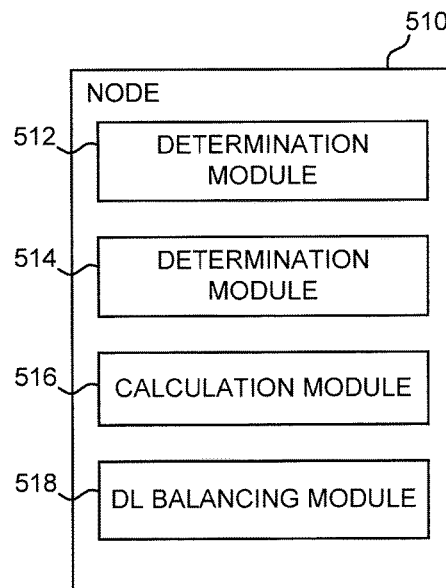 510
NODE
512
DETERMINATION
MODULE
514
DETERMINATION
MODULE
516
CALCULATION MODULE
518
DL BALANCING MODULE